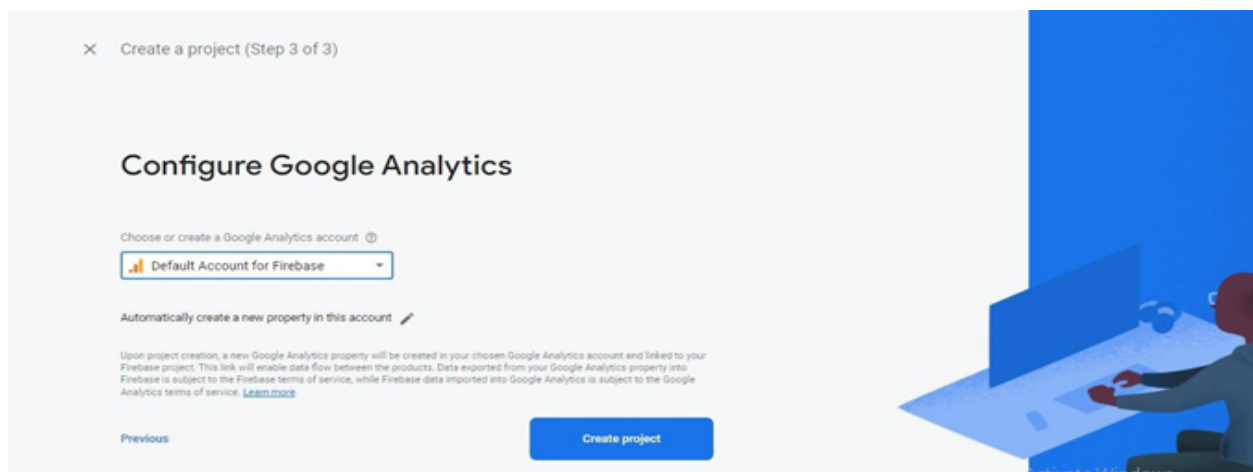 Create a project (Step 3 of 3)
Configure Google Analytics
Choose or create a Google Analytics account
Default Account for Firebase
Automatically create a new property in this account
Upon project creation, a new Google Analytics property will be created in your chosen Google Analytics account and linked to your
Firebase project. This link will enable data flow between the products. Data exported from your Google Analytics property into
Firebase is subject to the Firebase terms of service, while Firebase data imported into Google Analytics is subject to the Google
Analytics terms of service. Learn more.
Previous
Create project